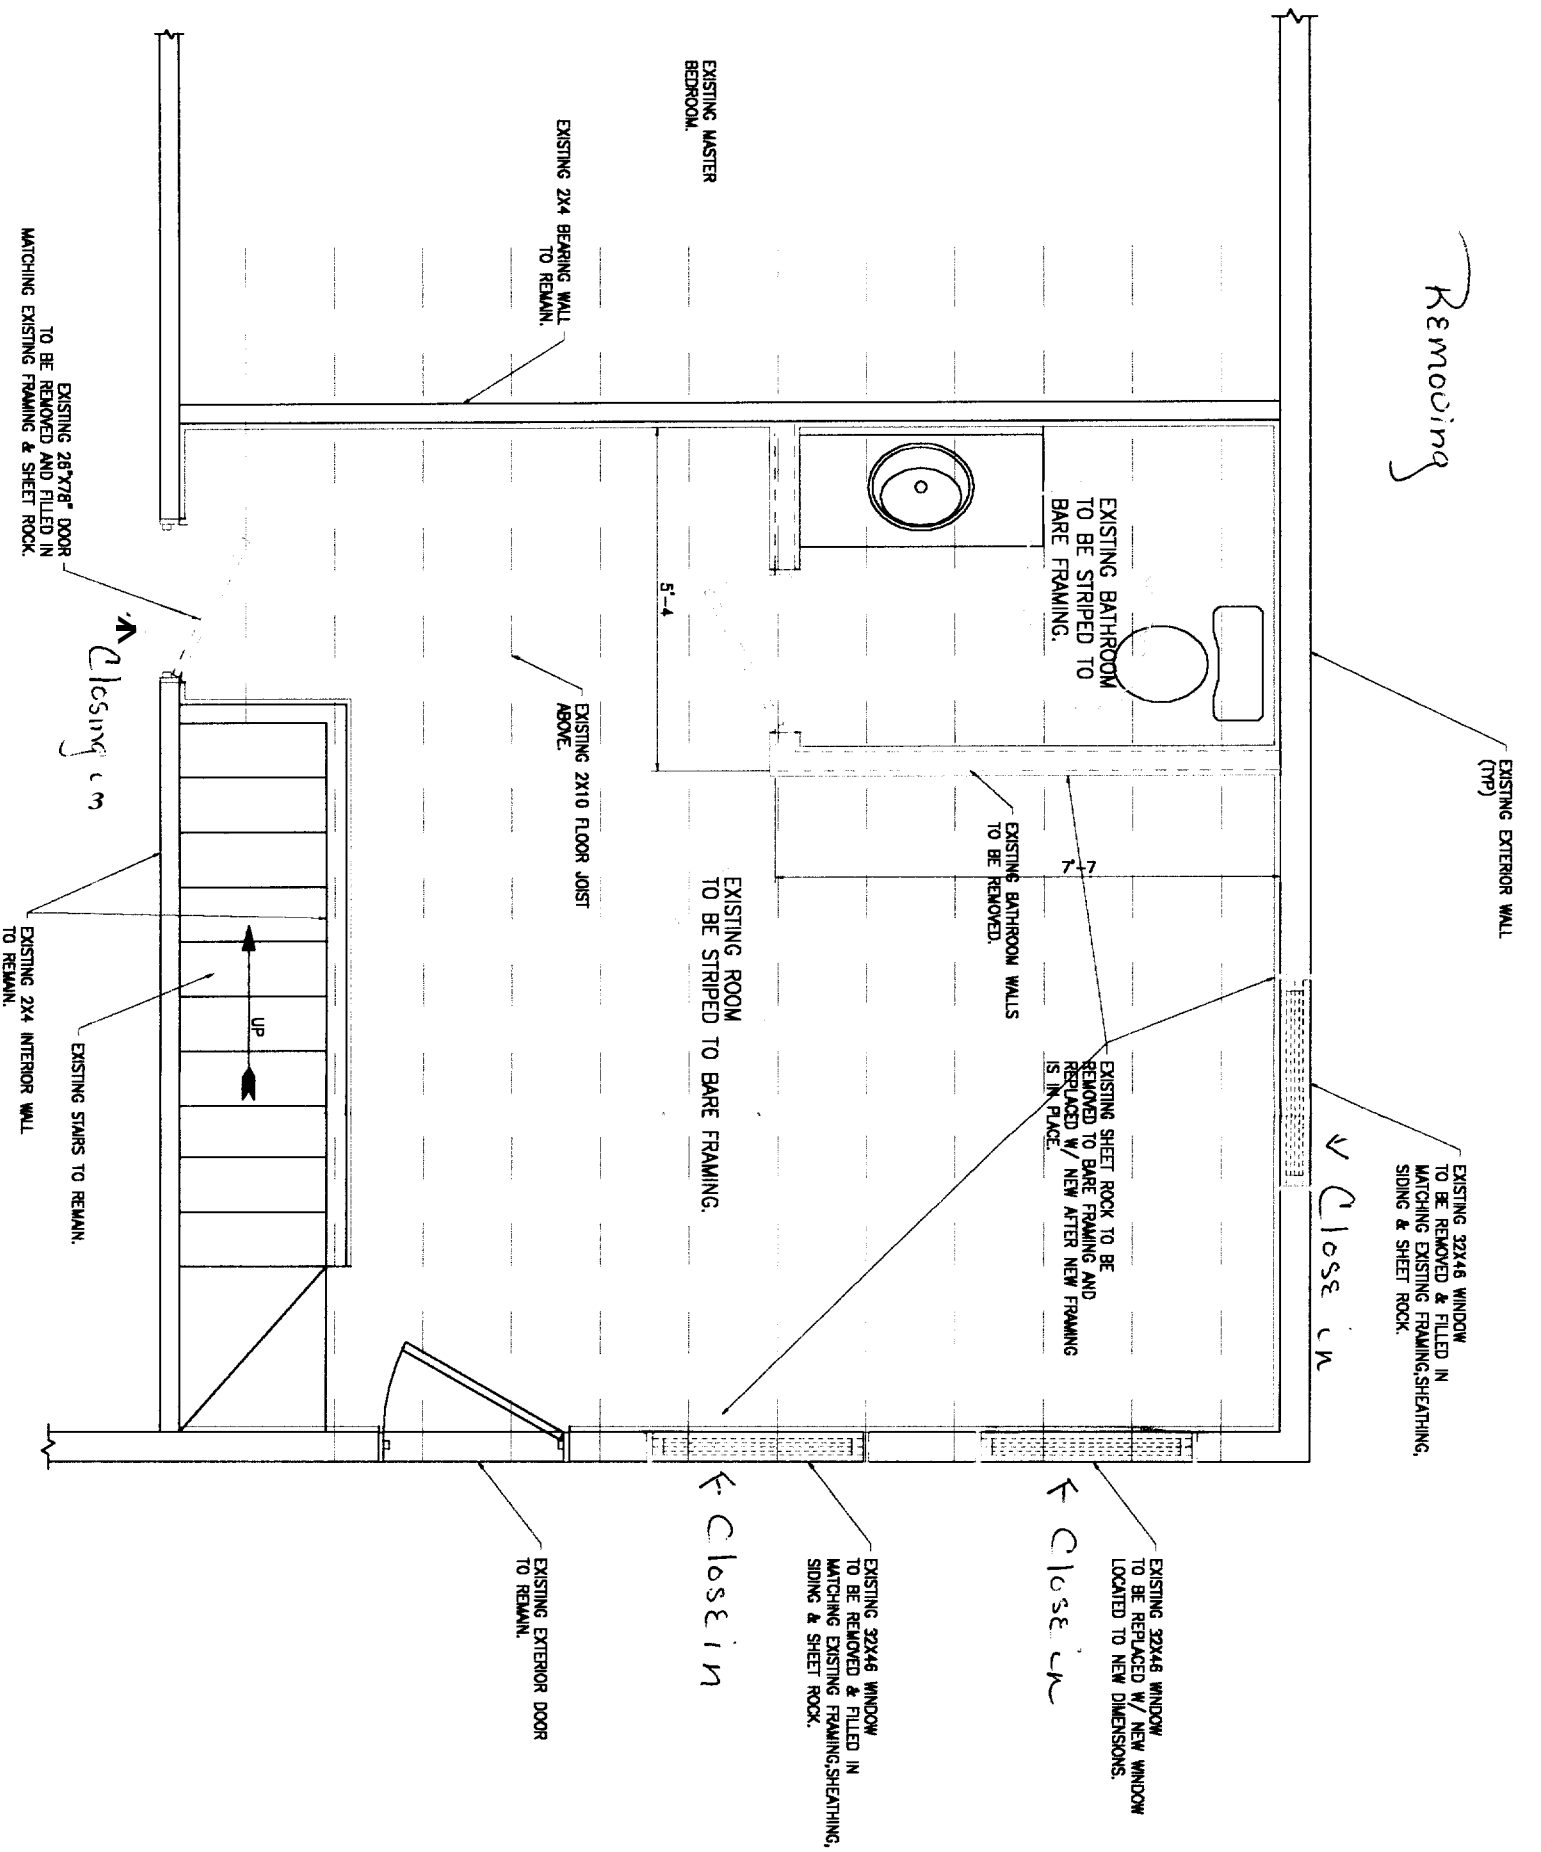 Removing
EXISTING EXTERIOR WALL
(TYP)
EXISTING 32X46 WINDOW
TO BE REMOVED & FILLED IN
MATCHING EXISTING FRAMING,SHEATHING,
SIDING & SHEET ROCK.
Close in
EXISTING MASTER
BEDROOM.
EXISTING 2X4 BEARING WALL
TO REMAIN.
EXISTING BATHROOM
TO BE STRIPED TO
BARE FRAMING.
5'-4
7'-7
EXISTING BATHROOM WALLS
TO BE REMOVED.
EXISTING SHEET ROCK TO BE
REMOVED TO BARE FRAMING AND
REPLACED W/ NEW AFTER NEW FRAMING
IS IN PLACE.
EXISTING 32X46 WINDOW
TO BE REPLACED W/ NEW WINDOW
LOCATED TO NEW DIMENSIONS.
Close in
EXISTING ROOM
TO BE STRIPED TO BARE FRAMING.
EXISTING 32X46 WINDOW
TO BE REMOVED & FILLED IN
MATCHING EXISTING FRAMING,SHEATHING,
SIDING & SHEET ROCK.
Close in
EXISTING 2X10 FLOOR JOIST
ABOVE.
EXISTING EXTERIOR DOOR
TO REMAIN.
UP
EXISTING 26"X78" DOOR
TO BE REMOVED AND FILLED IN
MATCHING EXISTING FRAMING & SHEET ROCK.
Closing in
EXISTING STAIRS TO REMAIN.
EXISTING 2X4 INTERIOR WALL
TO REMAIN.